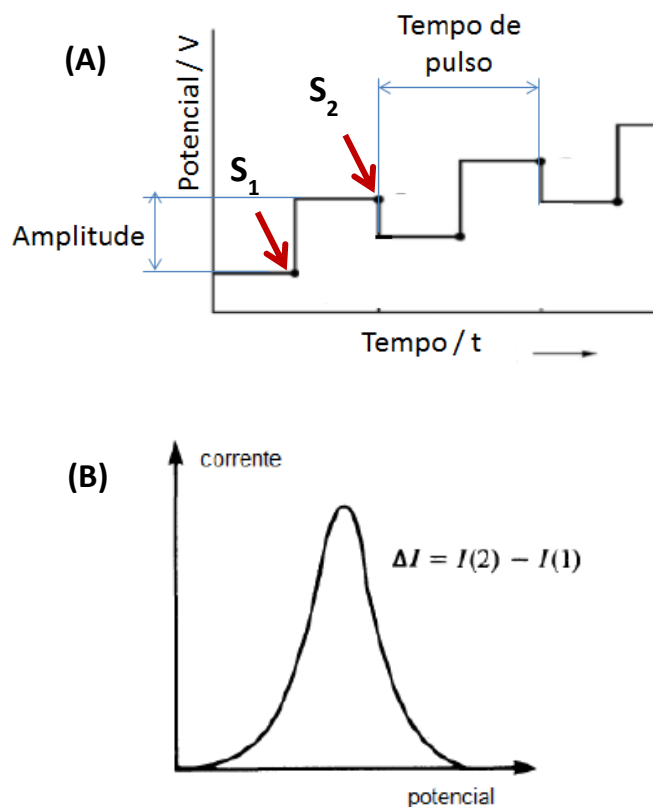 (A)
Potencial / V
Tempo de
pulso
S₂
S₁
Amplitude
Tempo / t
(B)
corrente
ΔI = I(2) − I(1)
potencial